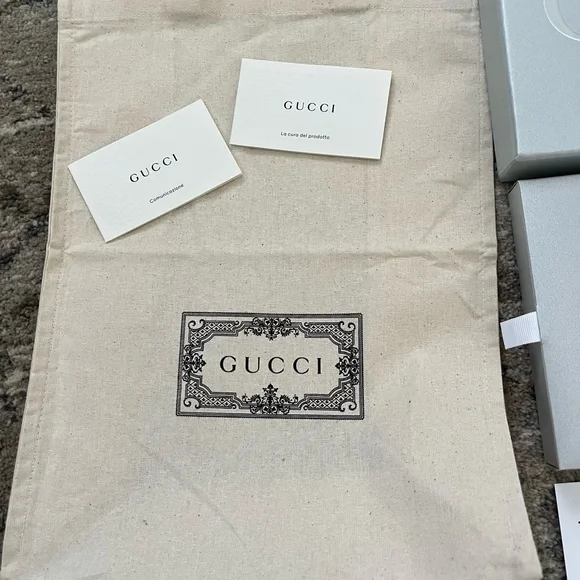 GUCCI
La cura del prodotto
GUCCI
Comunicazione
GUCCI